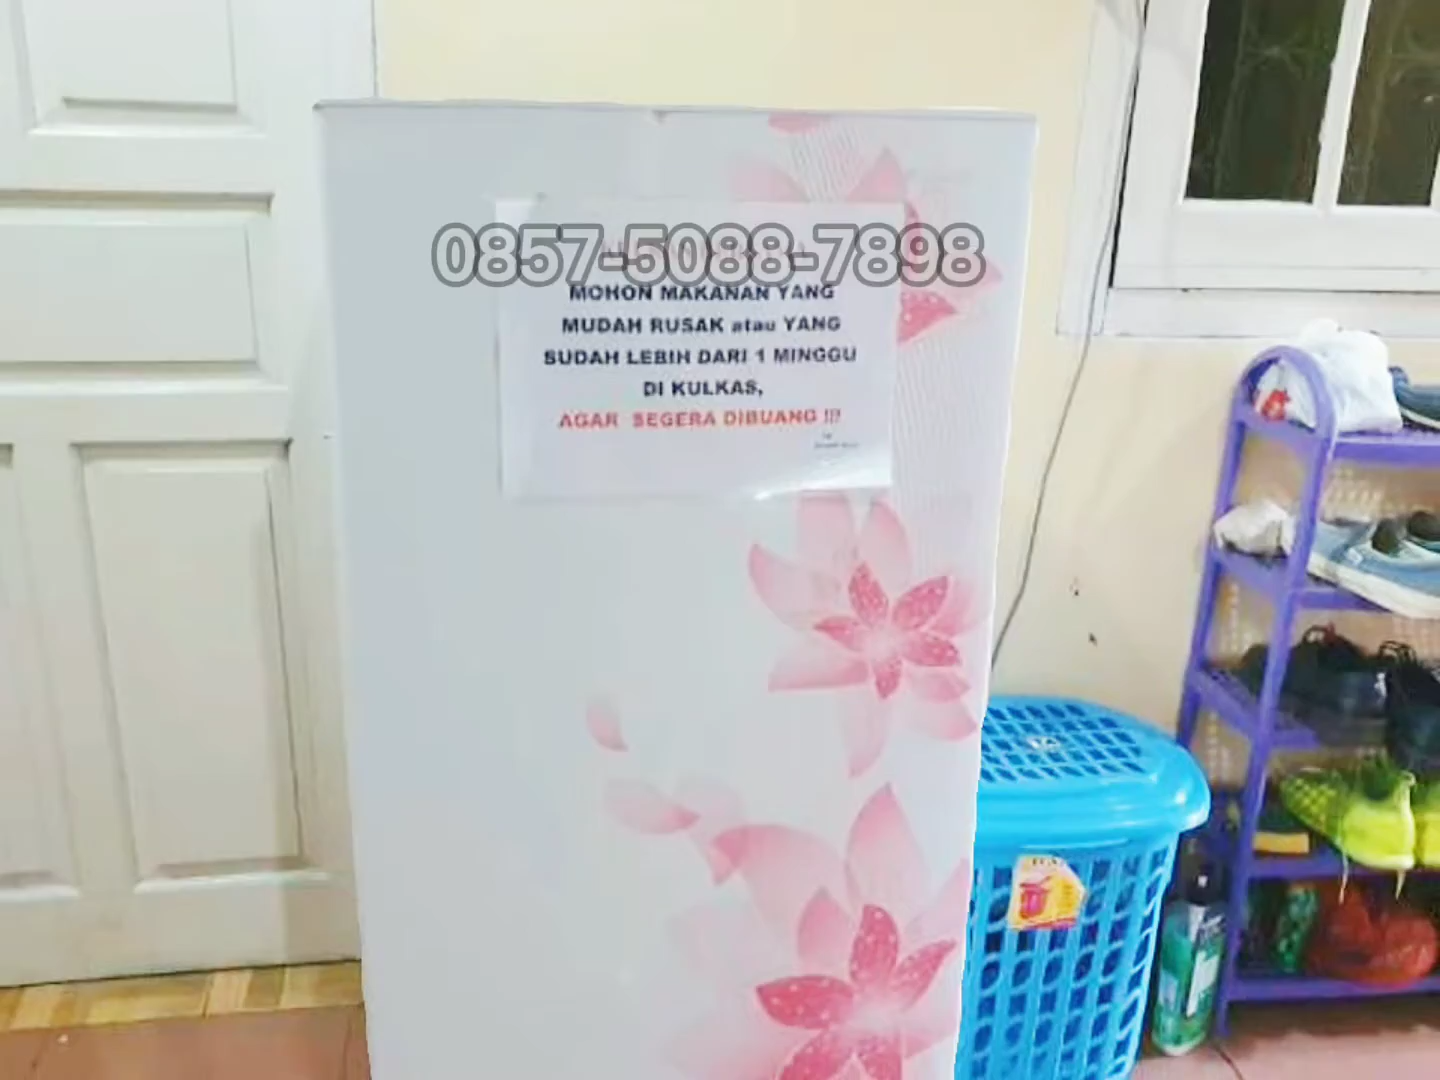 0857-5088-7898
MOHON MAKANAN YANG
MUDAH RUSAK atau YANG
SUDAH LEBIH DARI 1 MINGGU
DI KULKAS,
AGAR SEGERA DIBUANG !!!